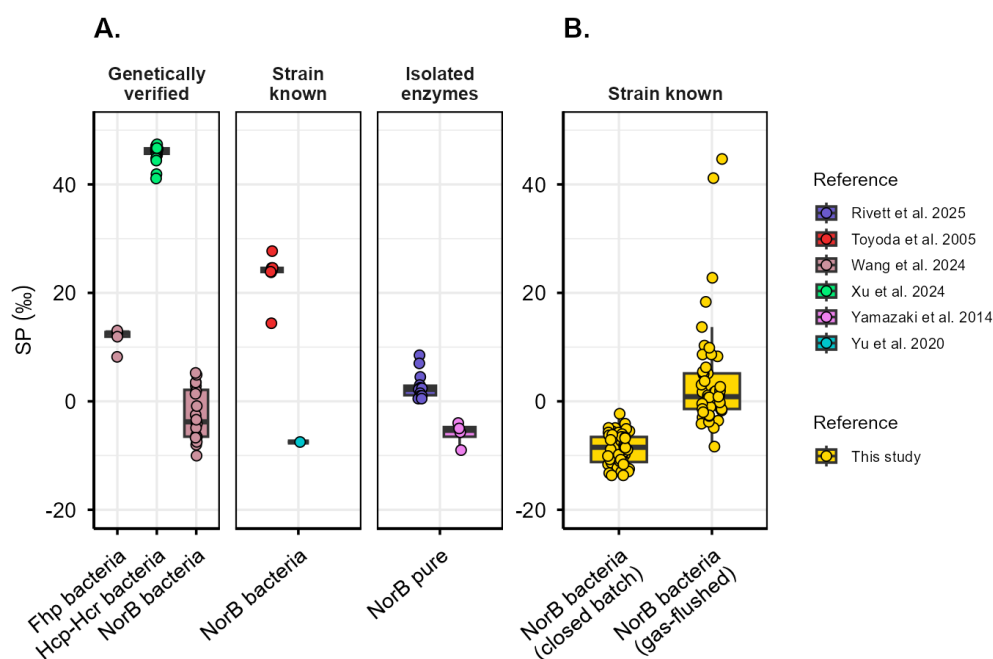 A.
B.
Genetically
verified
Strain
known
Isolated
enzymes
Strain known
SP (‰)
40
20
0
-20
40
20
0
-20
Fhp bacteria
Hcp-Hcr bacteria
NorB bacteria
NorB bacteria
NorB pure
NorB bacteria
(closed batch)
NorB bacteria
(gas-flushed)
Reference
Rivett et al. 2025
Toyoda et al. 2005
Wang et al. 2024
Xu et al. 2024
Yamazaki et al. 2014
Yu et al. 2020
Reference
This study